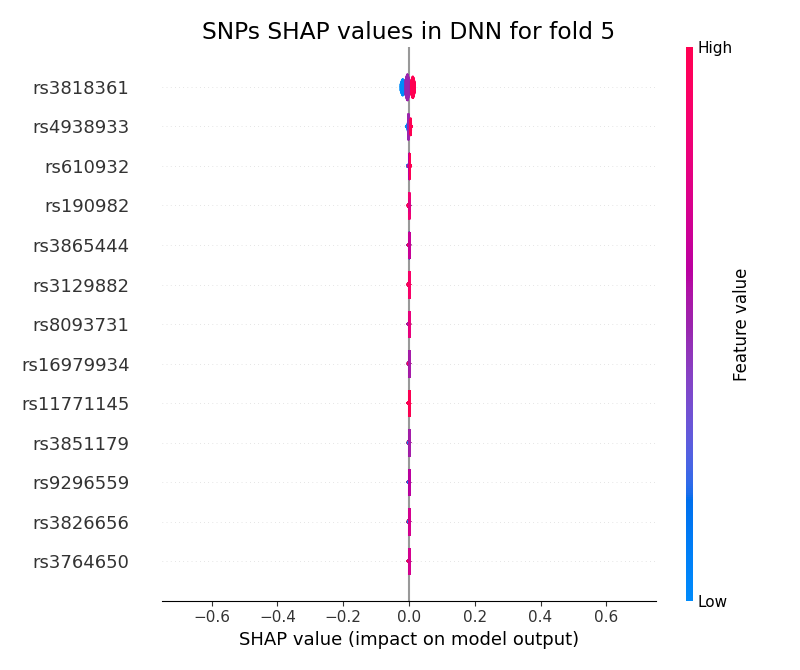 SNPs SHAP values in DNN for fold 5
High
rs3818361
rs4938933
rs610932
rs190982
rs3865444
rs3129882
rs8093731
rs16979934
rs11771145
rs3851179
rs9296559
rs3826656
rs3764650
Feature value
Low
−0.6 −0.4 −0.2 0.0 0.2 0.4 0.6
SHAP value (impact on model output)